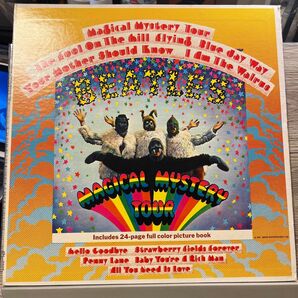 Magical Mystery Tour
The Fool On The Hill Flying Blue Jay Way
Your Mother Should Know I Am The Walrus
BEATLES
MAGICAL MYSTERY
TOUR
Includes 24-page full color picture book
Hello Goodbye Strawberry Fields Forever
Penny Lane Baby You're A Rich Man
All You Need Is Love